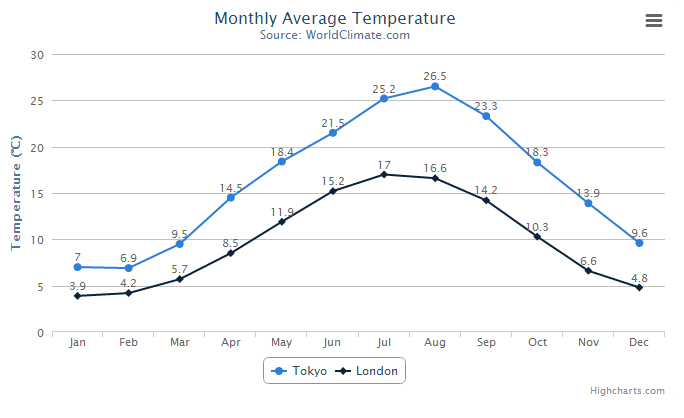 Monthly Average Temperature
Source: WorldClimate.com
Temperature (°C)
30
25
20
15
10
5
0
7 6.9 9.5 14.5 18.4 21.5 25.2 26.5 23.3 18.3 13.9 9.6
3.9 4.2 5.7 8.5 11.9 15.2 17 16.6 14.2 10.3 6.6 4.8
Jan Feb Mar Apr May Jun Jul Aug Sep Oct Nov Dec
Tokyo London
Highcharts.com